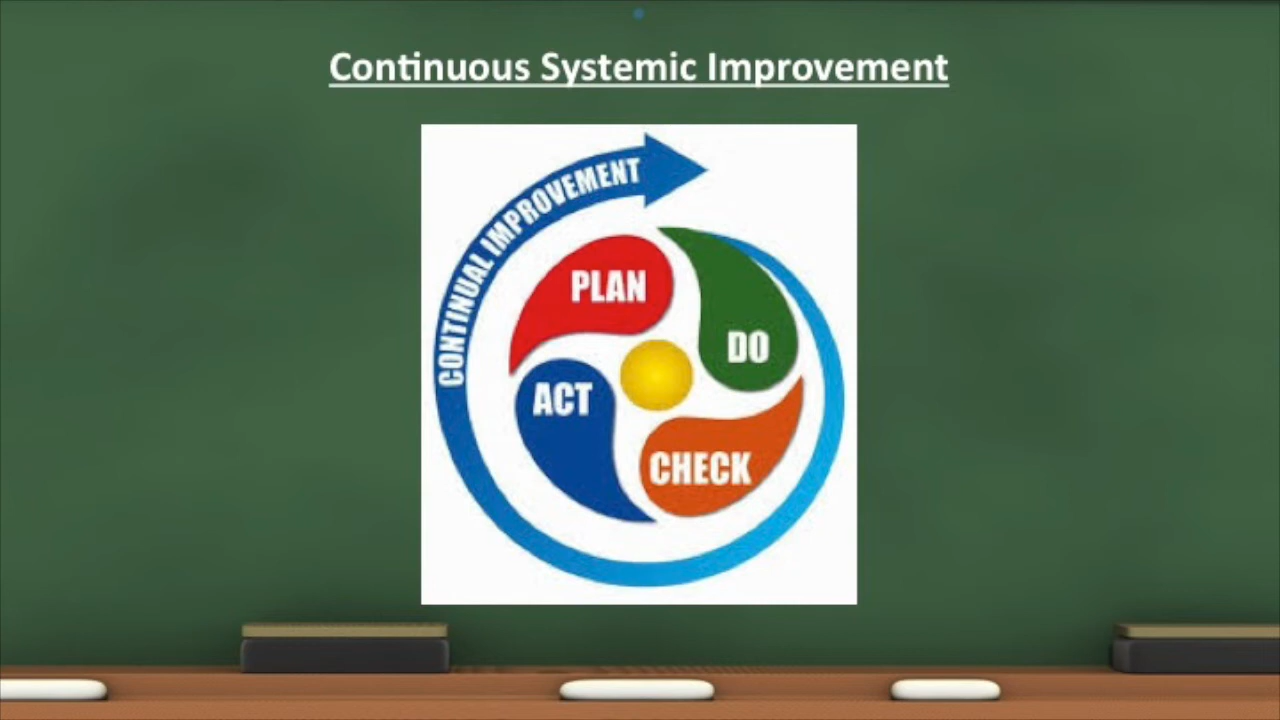 Continuous Systemic Improvement
CONTINUAL IMPROVEMENT
PLAN
DO
ACT
CHECK